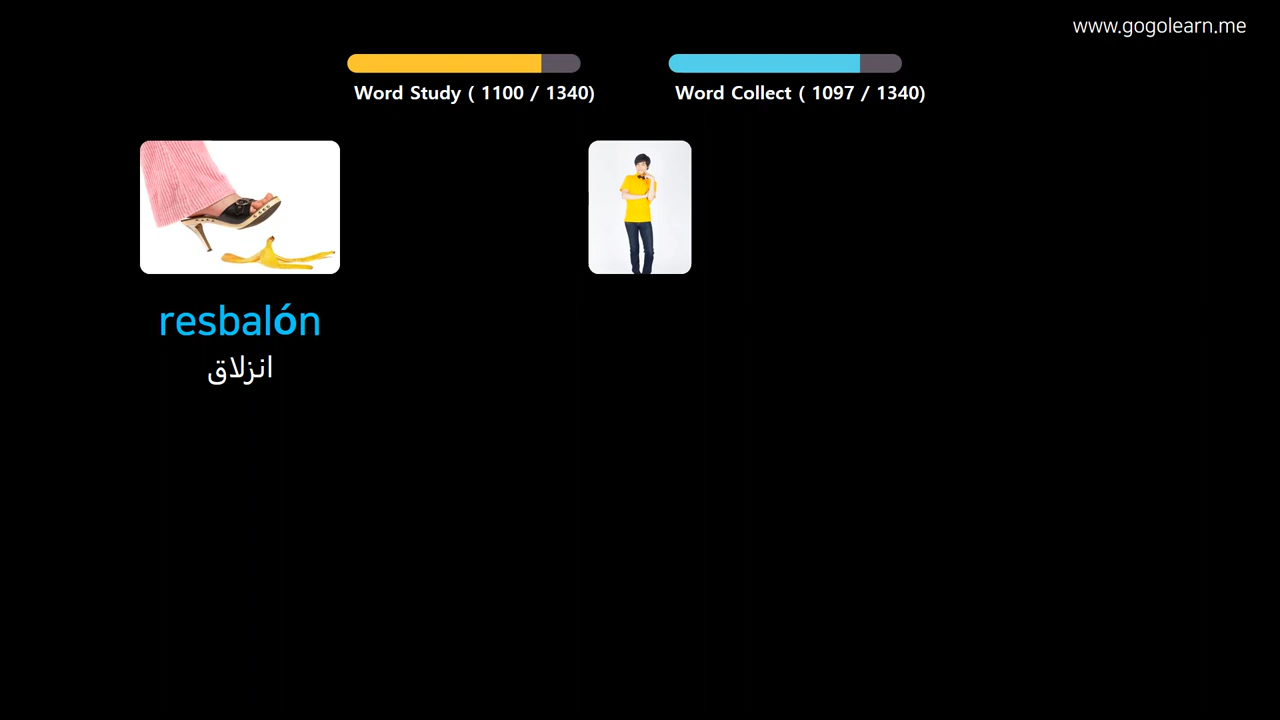 www.gogolearn.me
Word Study ( 1100 / 1340)
Word Collect ( 1097 / 1340)
resbalón
انزلاق